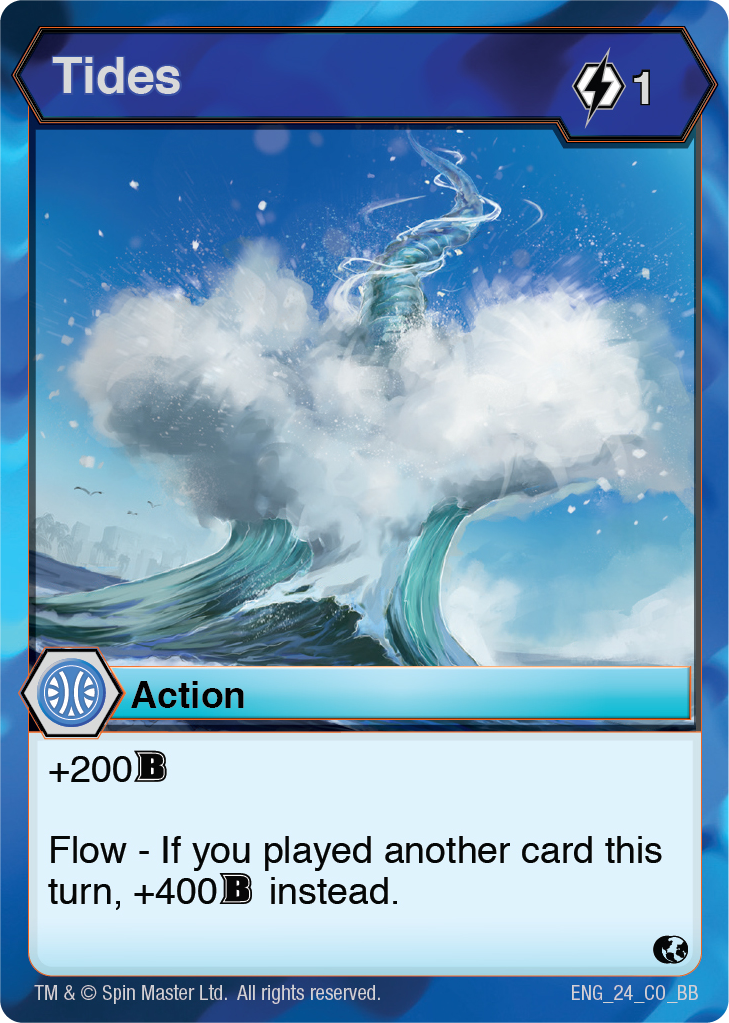 Tides
1
Action
+200B
Flow - If you played another card this
turn, +400B instead.
TM & © Spin Master Ltd. All rights reserved.
ENG_24_CO_BB